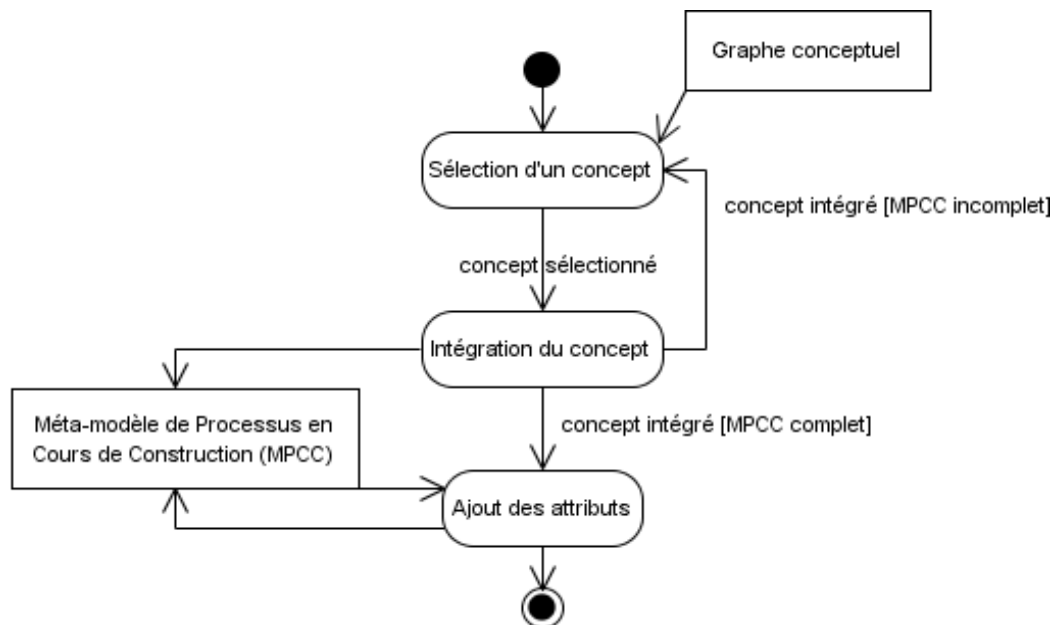 Graphe conceptuel
Sélection d'un concept
concept intégré [MPCC incomplet]
concept sélectionné
Intégration du concept
Méta-modèle de Processus en
Cours de Construction (MPCC)
concept intégré [MPCC complet]
Ajout des attributs